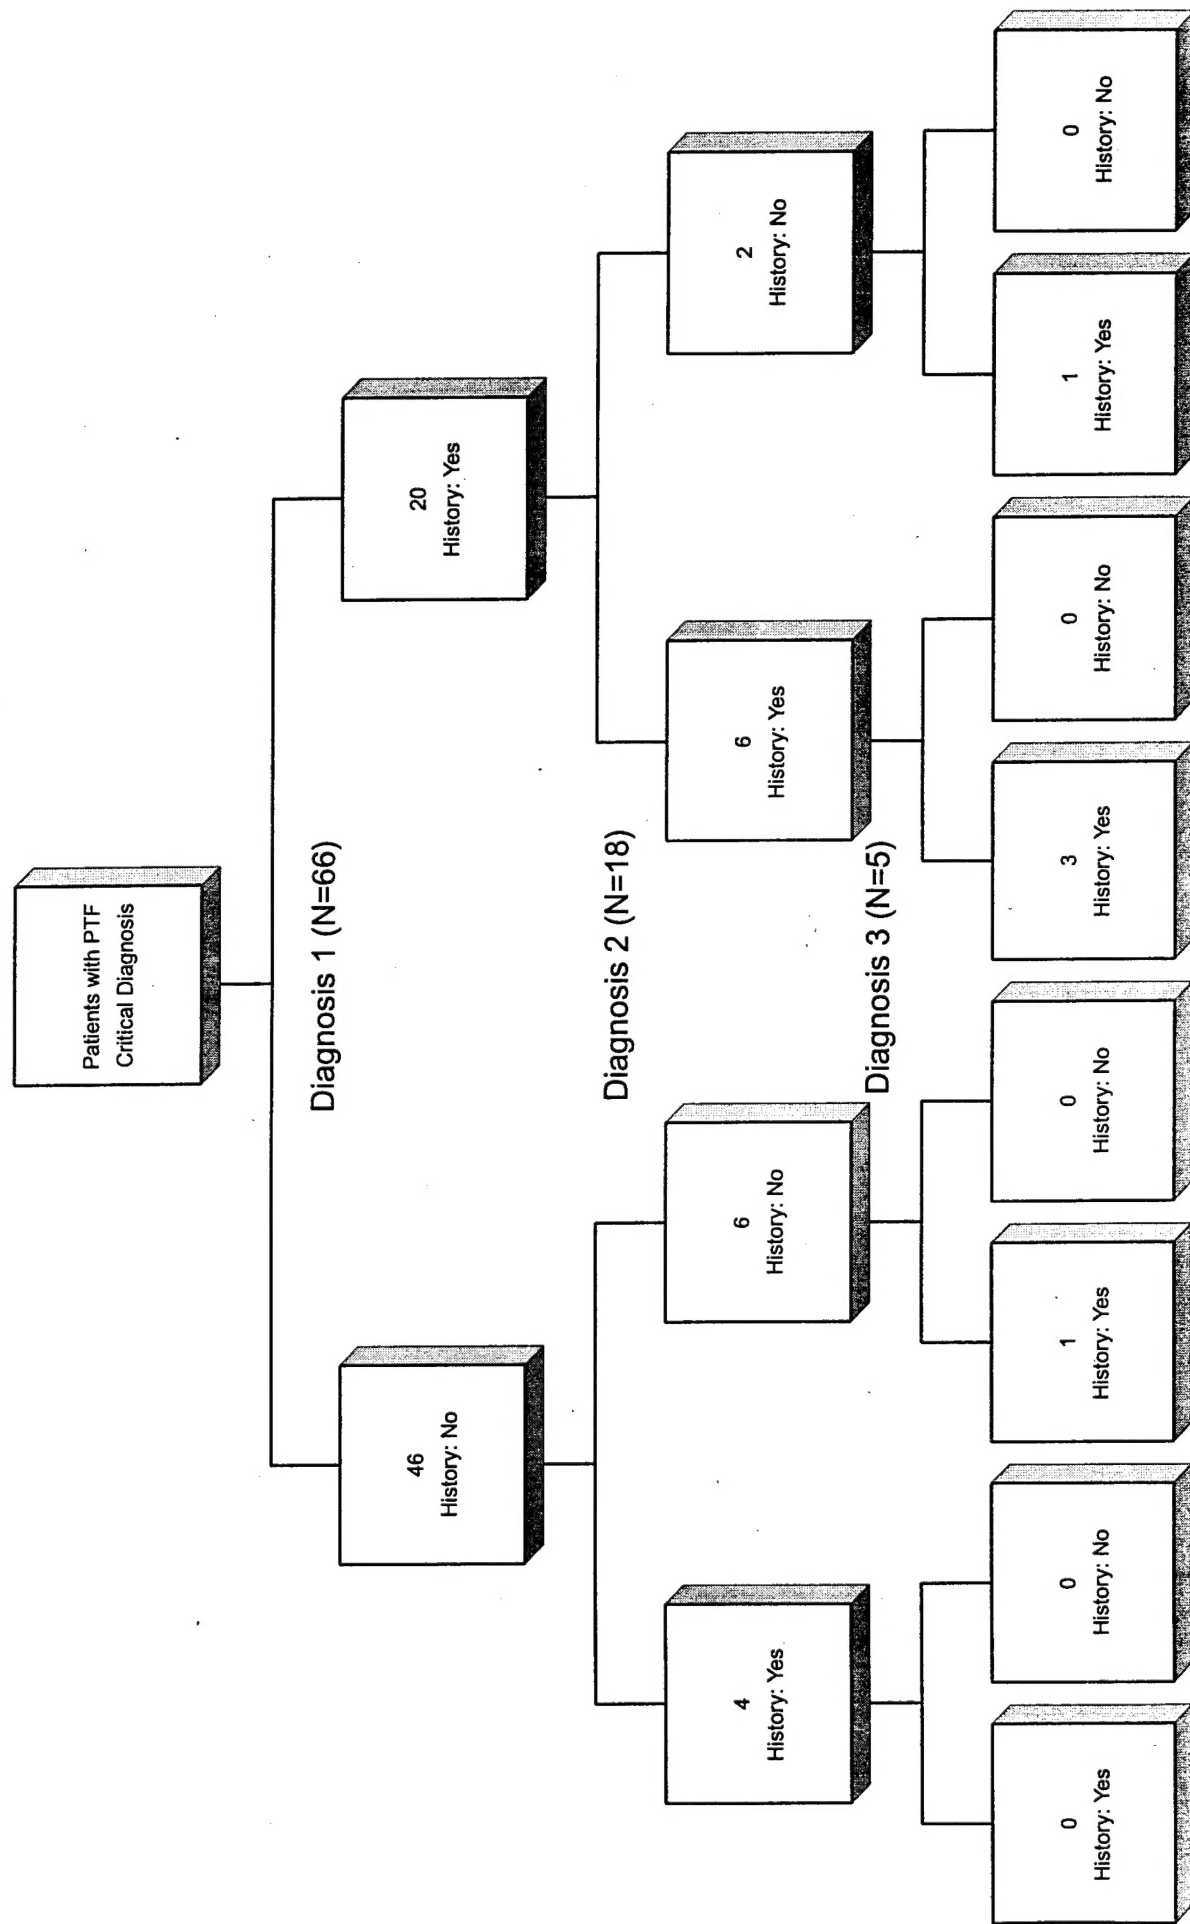 Patients with PTF
Critical Diagnosis
Diagnosis 1 (N=66)
46
History: No
20
History: Yes
Diagnosis 2 (N=18)
4
History: Yes
6
History: No
6
History: Yes
2
History: No
Diagnosis 3 (N=5)
0
History: Yes
0
History: No
1
History: Yes
0
History: No
3
History: Yes
0
History: No
1
History: Yes
0
History: No